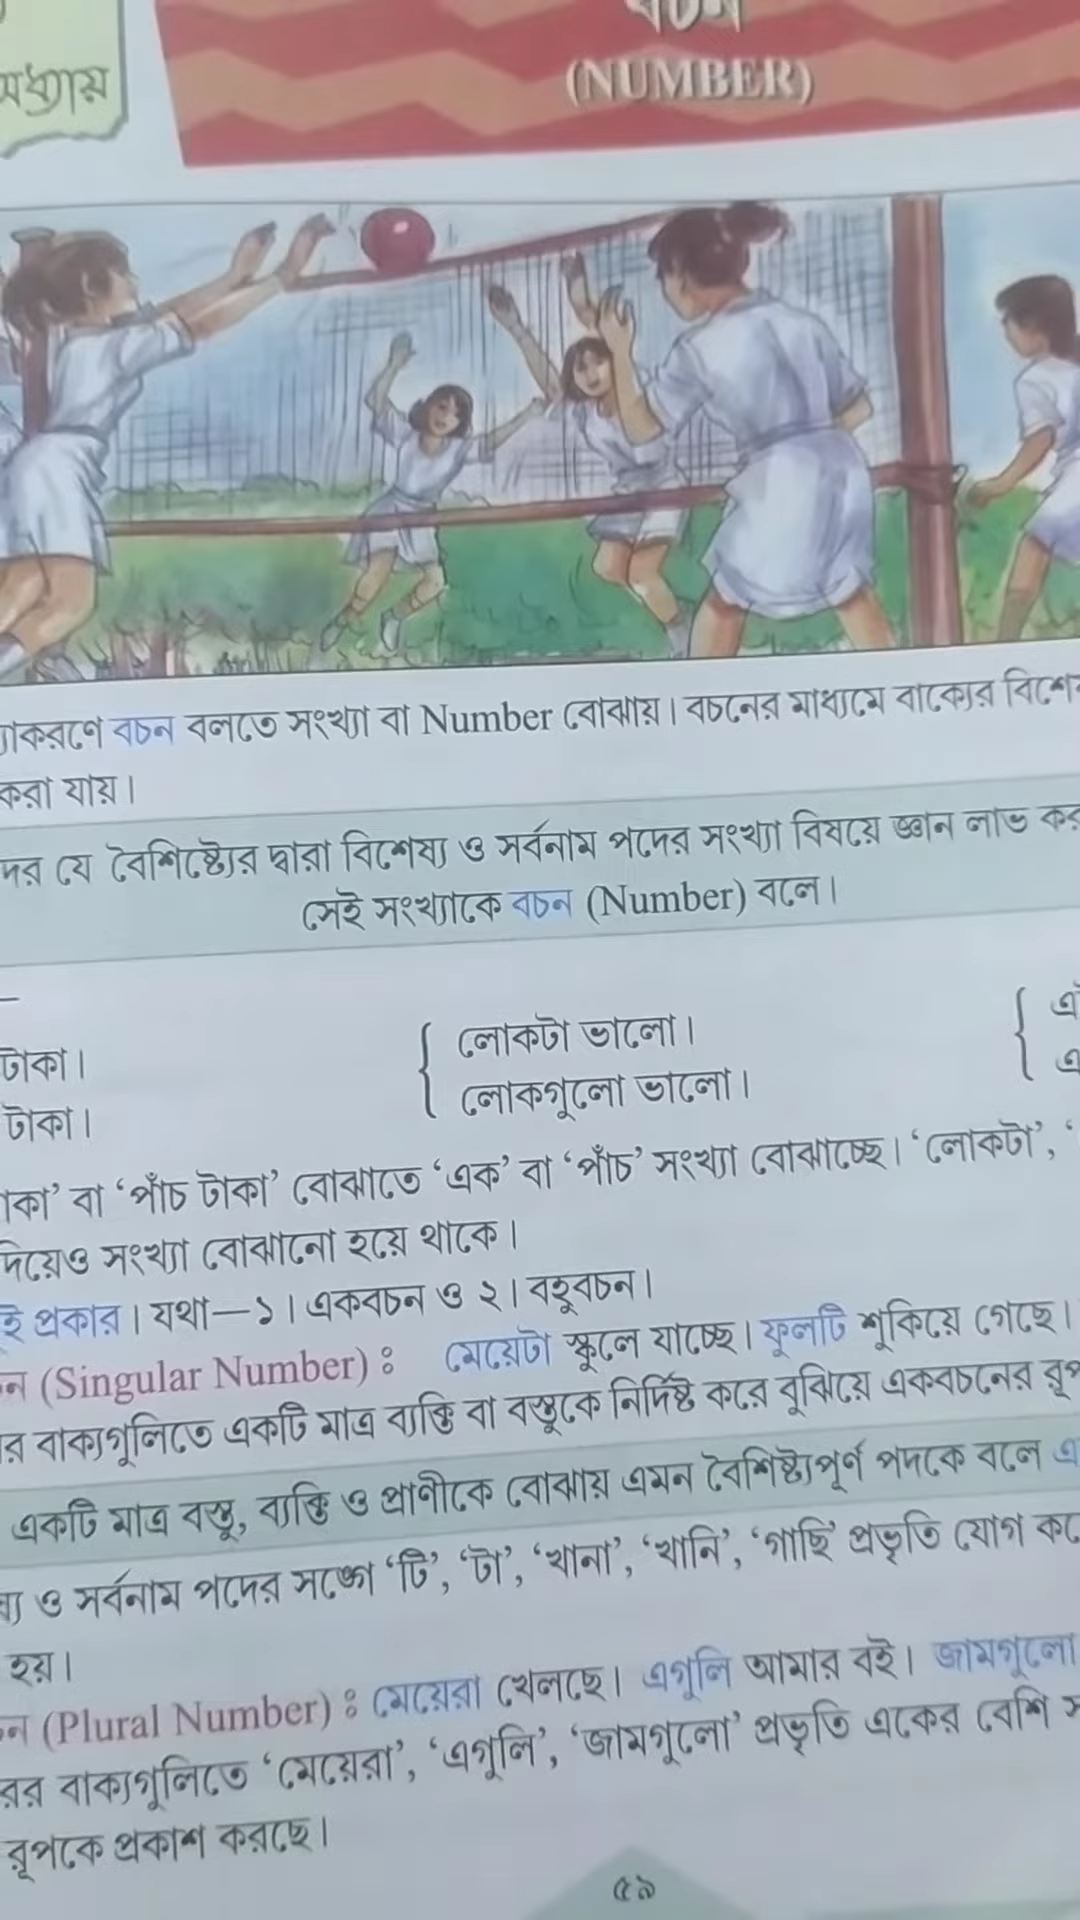 অধ্যায়
বচন
(NUMBER)
বচন বলতে সংখ্যা বা Number বোঝায়। বচনের মাধ্যমে বাক্যের
করা যায়।
যে বৈশিষ্ট্যের দ্বারা বিশেষ্য ও সর্বনাম পদের সংখ্যা বিষয়ে জ্ঞান লাভ
সেই সংখ্যাকে বচন (Number) বলে।
টাকা।
টাকা।
{ লোকটা ভালো।
লোকগুলো ভালো।
বা ‘পাঁচ টাকা’ বোঝাতে ‘এক’ বা ‘পাঁচ’ সংখ্যা বোঝাচ্ছে। ‘লোকটা’, ‘
দিয়েও সংখ্যা বোঝানো হয়ে থাকে।
প্রকার। যথা—১। একবচন ও ২। বহুবচন।
(Singular Number) : মেয়েটা স্কুলে যাচ্ছে। ফুলটি শুকিয়ে গেছে।
বাক্যগুলিতে একটি মাত্র ব্যক্তি বা বস্তুকে নির্দিষ্ট করে বুঝিয়ে একবচনের
একটি মাত্র বস্তু, ব্যক্তি ও প্রাণীকে বোঝায় এমন বৈশিষ্ট্যপূর্ণ পদকে বলে
ও সর্বনাম পদের সঙ্গে ‘টি’, ‘টা’, ‘খানা’, ‘খানি’, ‘গাছি’ প্রভৃতি যোগ
হয়।
(Plural Number) : মেয়েরা খেলছে। এগুলি আমার বই। জামগুলো
বাক্যগুলিতে ‘মেয়েরা’, ‘এগুলি’, ‘জামগুলো’ প্রভৃতি একের বেশি
রূপকে প্রকাশ করছে।
৫৯